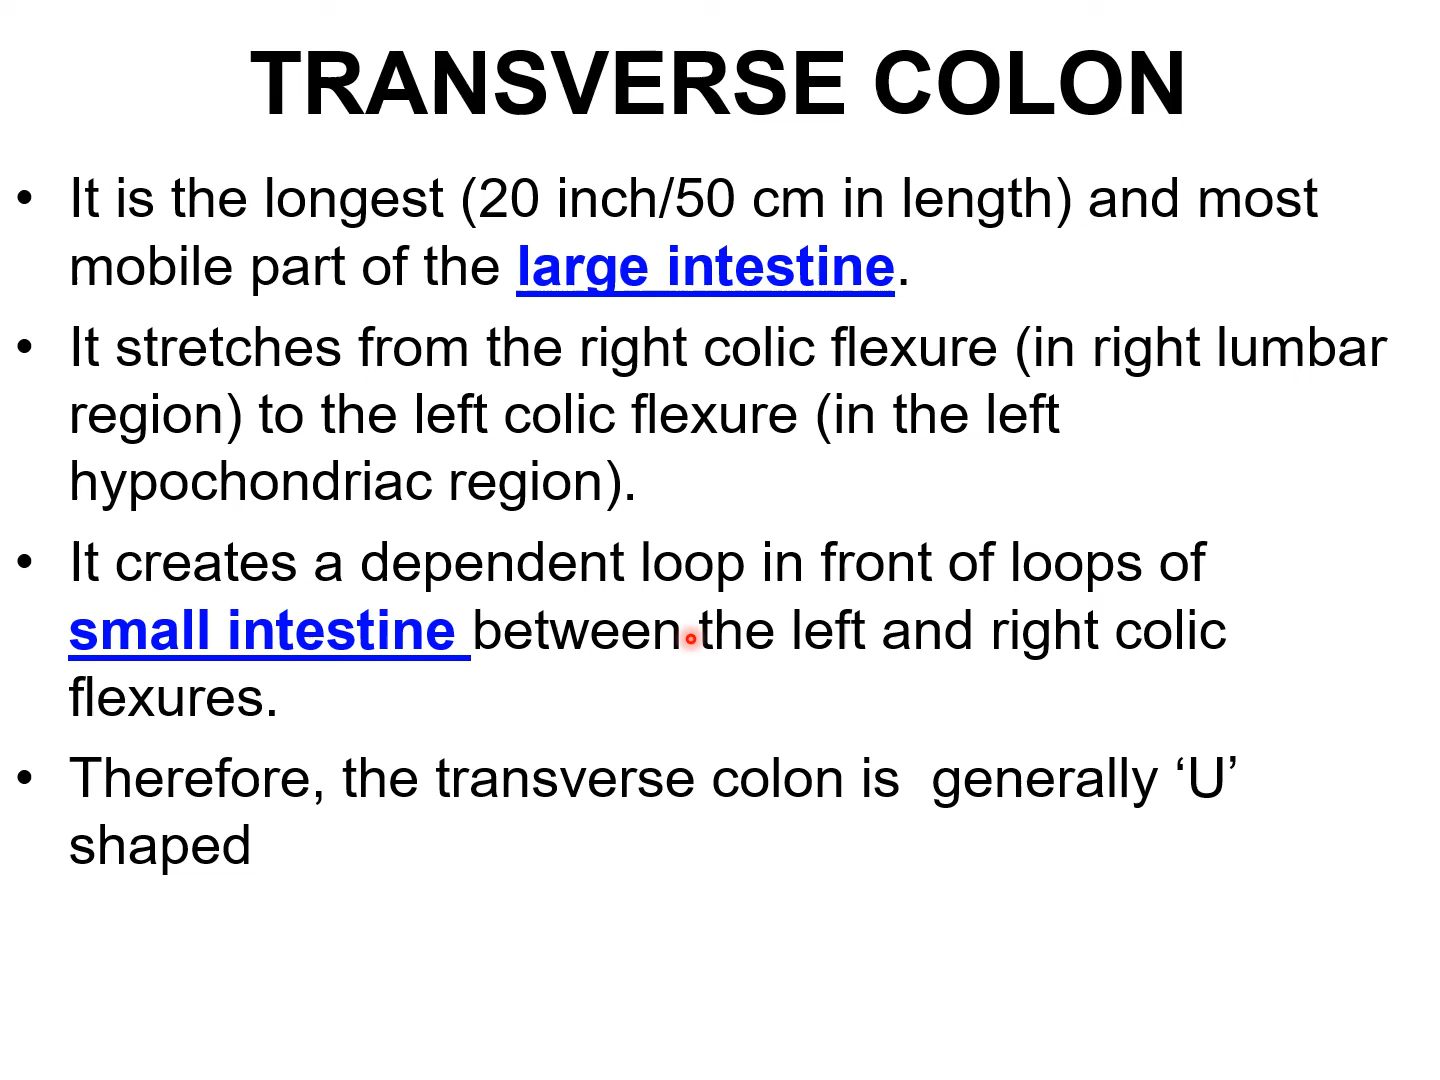 TRANSVERSE COLON
• It is the longest (20 inch/50 cm in length) and most
mobile part of the large intestine.
• It stretches from the right colic flexure (in right lumbar
region) to the left colic flexure (in the left
hypochondriac region).
• It creates a dependent loop in front of loops of
small intestine between the left and right colic
flexures.
• Therefore, the transverse colon is  generally ‘U’
shaped